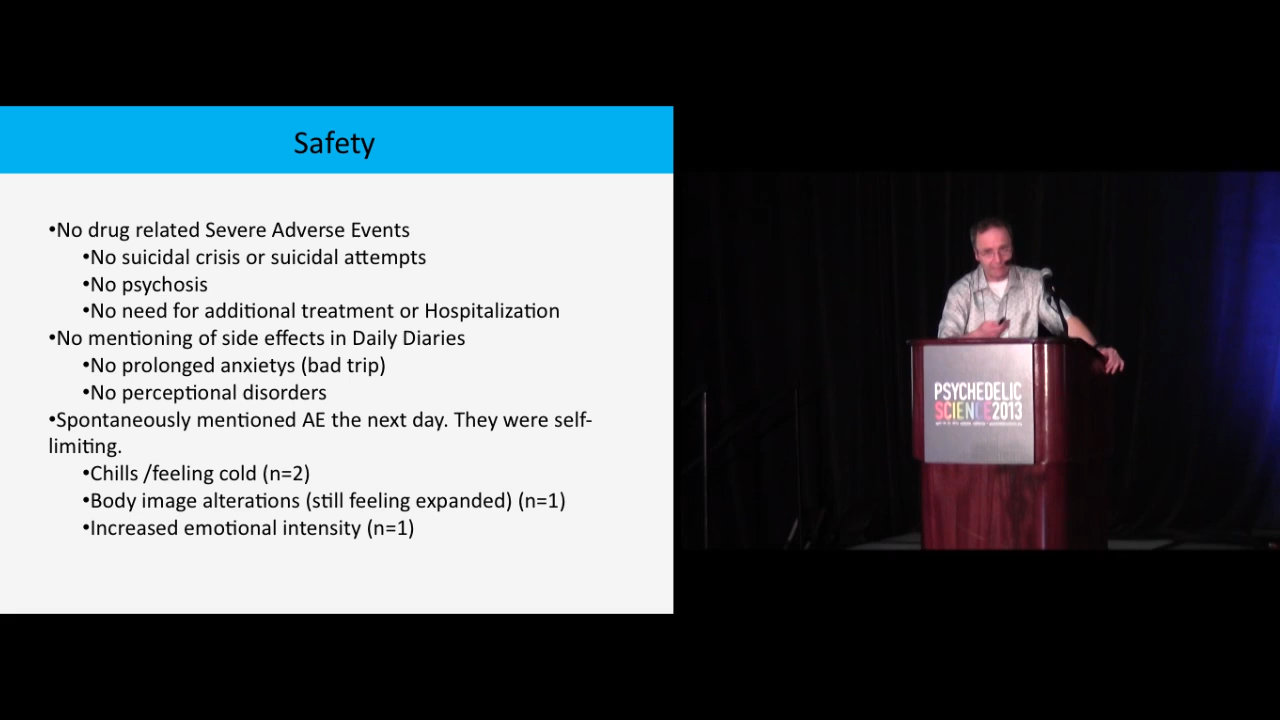 Safety
•No drug related Severe Adverse Events
•No suicidal crisis or suicidal attempts
•No psychosis
•No need for additional treatment or Hospitalization
•No mentioning of side effects in Daily Diaries
•No prolonged anxietys (bad trip)
•No perceptional disorders
•Spontaneously mentioned AE the next day. They were self-
limiting.
•Chills /feeling cold (n=2)
•Body image alterations (still feeling expanded) (n=1)
•Increased emotional intensity (n=1)
PSYCHEDELIC
SCIENCE2013